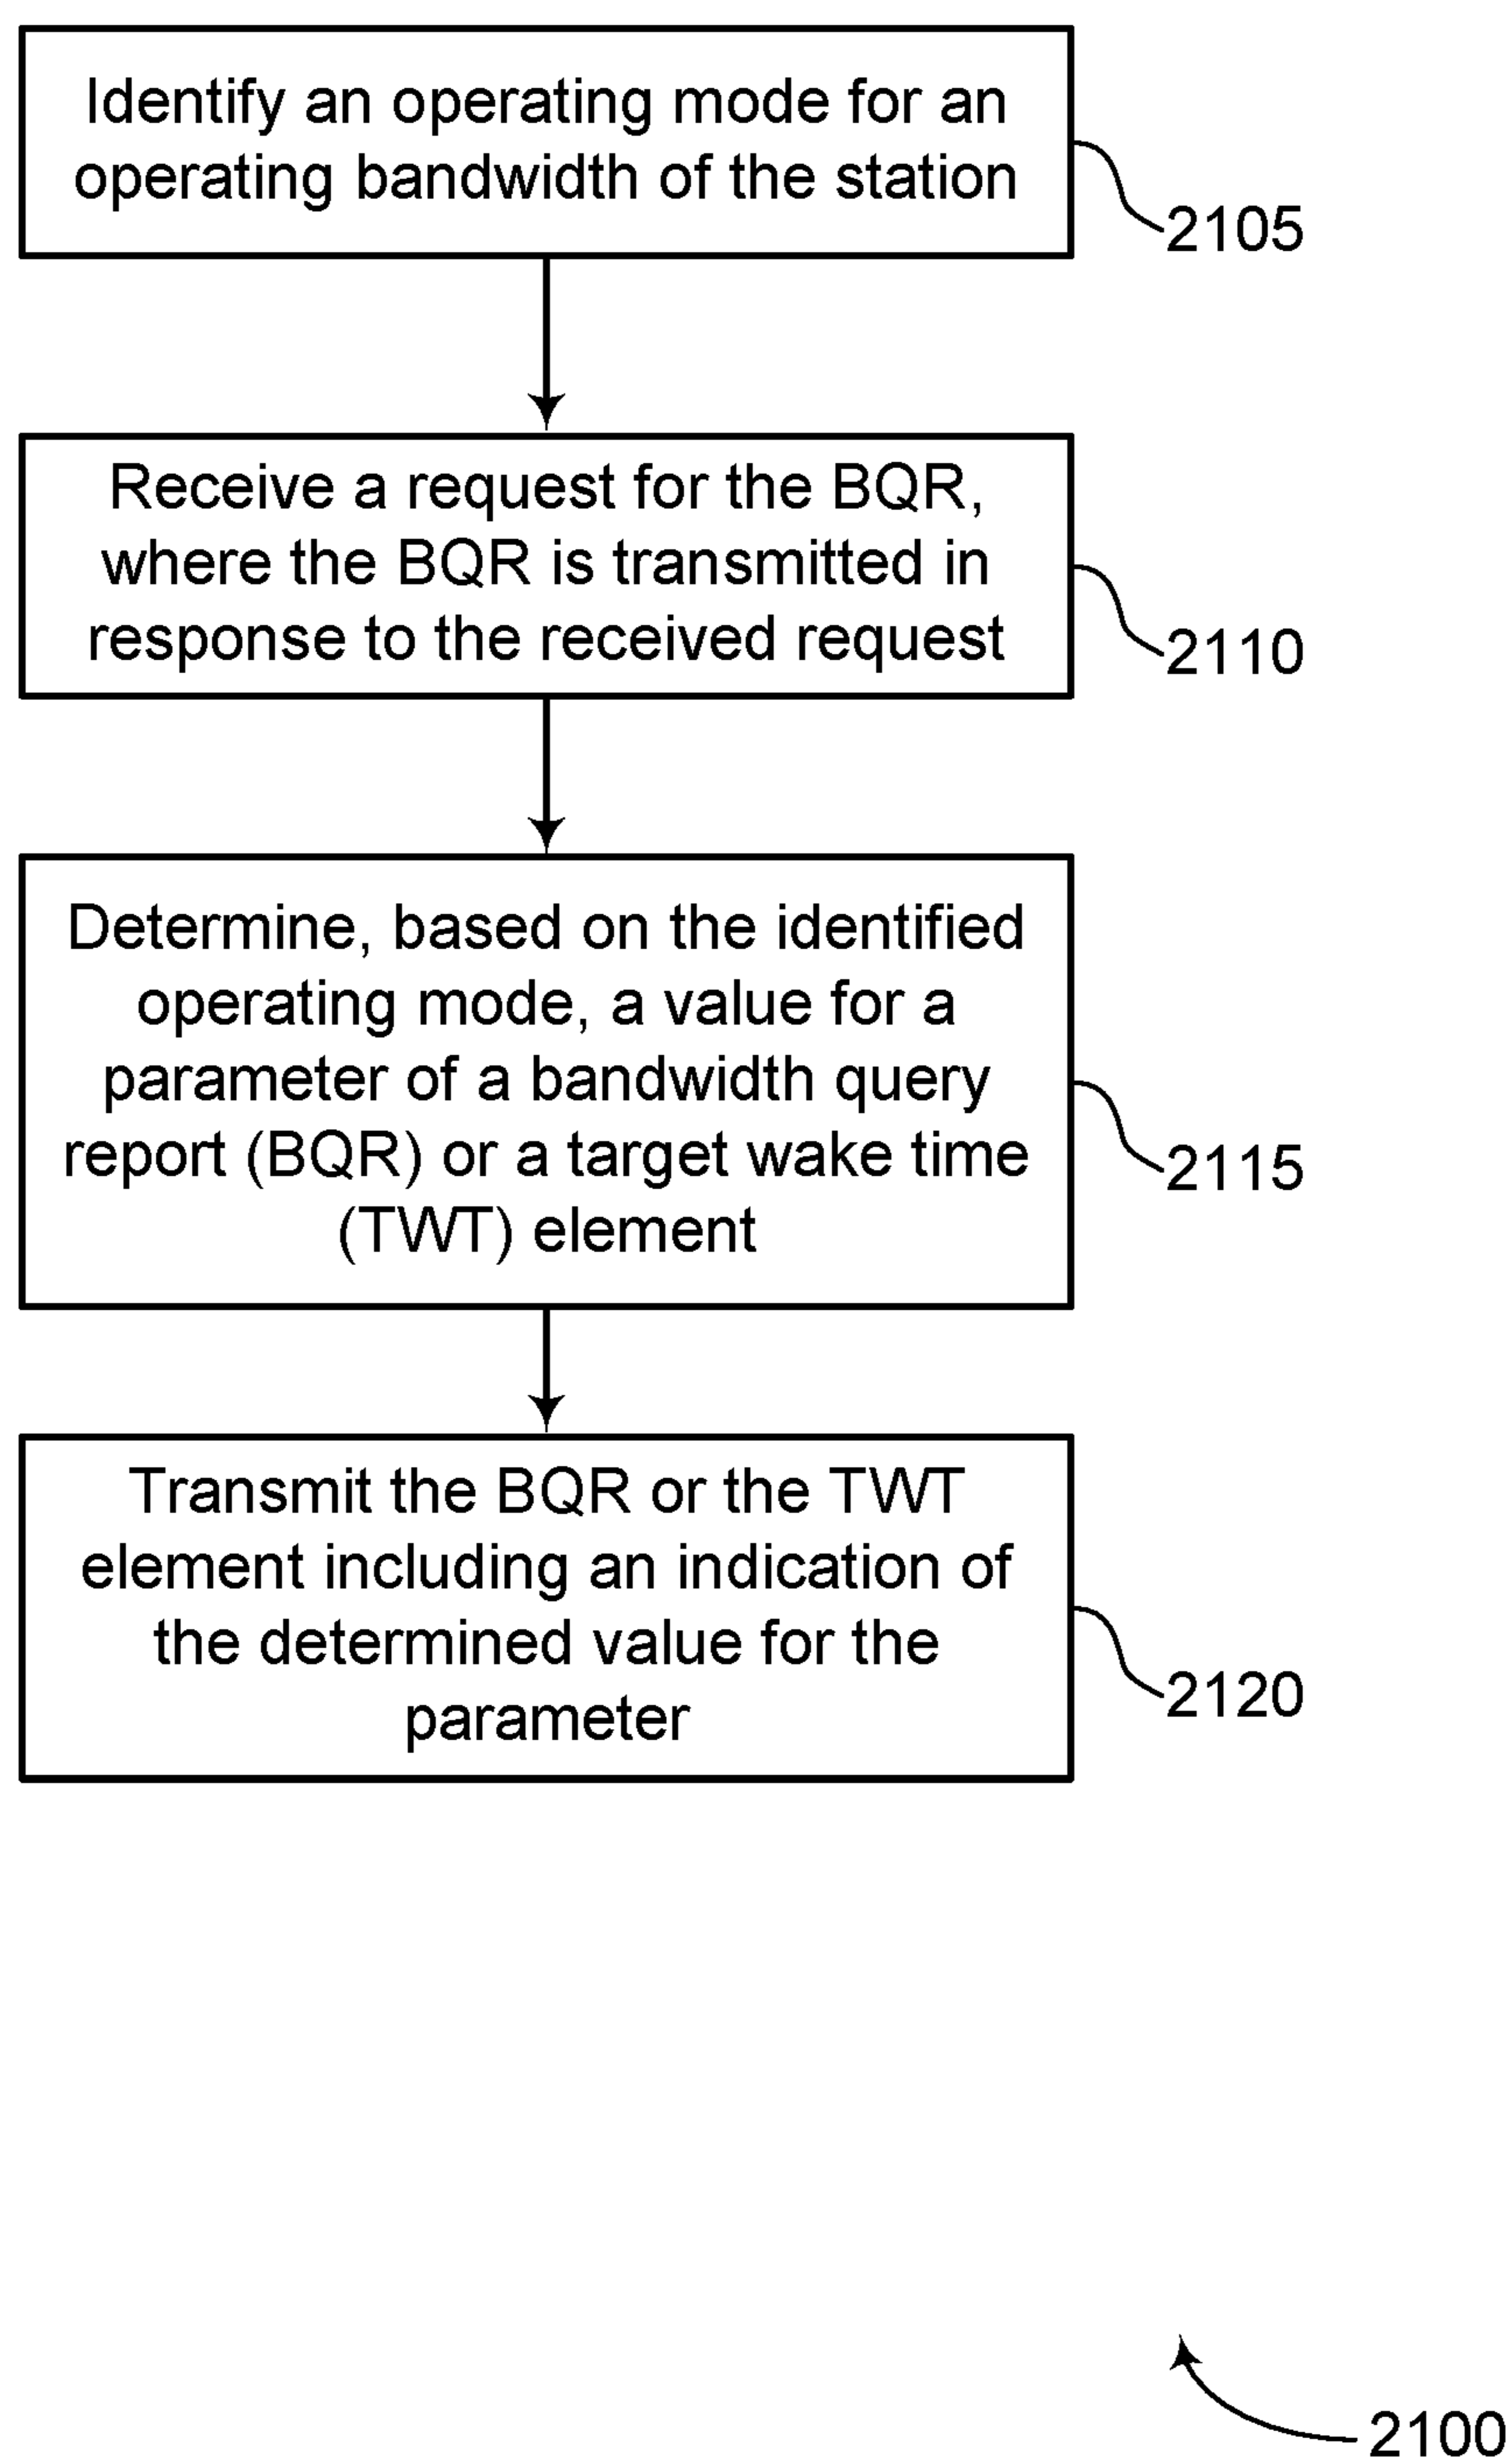 Identify an operating mode for an
operating bandwidth of the station
2105
Receive a request for the BQR,
where the BQR is transmitted in
response to the received request
2110
Determine, based on the identified
operating mode, a value for a
parameter of a bandwidth query
report (BQR) or a target wake time
(TWT) element
2115
Transmit the BQR or the TWT
element including an indication of
the determined value for the
parameter
2120
2100